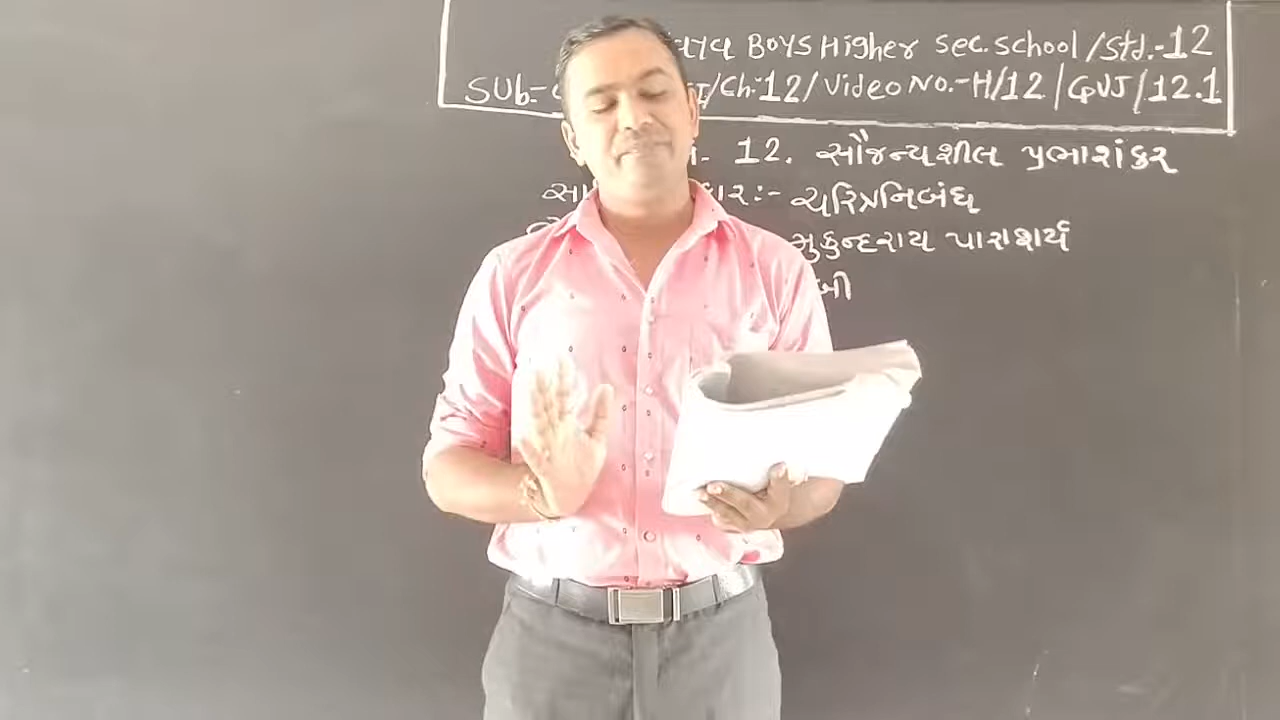 Boys Higher Sec. School / Std.-12
Sub:- /Ch:-12/Video No.-H/12/GUJ/12.1
12. સૌજન્યશીલ પ્રભાશંકર
ચરિત્રનિબંધ
મુકુન્દરાય પારાશર્ય